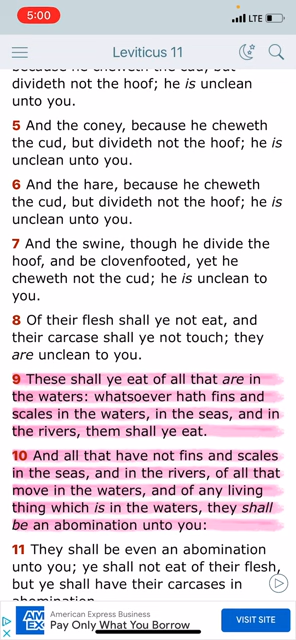 5:00
LTE
Leviticus 11
because he cheweth the cud, but
divideth not the hoof; he is unclean
unto you.
5 And the coney, because he cheweth
the cud, but divideth not the hoof; he is
unclean unto you.
6 And the hare, because he cheweth
the cud, but divideth not the hoof; he is
unclean unto you.
7 And the swine, though he divide the
hoof, and be clovenfooted, yet he
cheweth not the cud; he is unclean to
you.
8 Of their flesh shall ye not eat, and
their carcase shall ye not touch; they
are unclean to you.
9 These shall ye eat of all that are in
the waters: whatsoever hath fins and
scales in the waters, in the seas, and in
the rivers, them shall ye eat.
10 And all that have not fins and scales
in the seas, and in the rivers, of all that
move in the waters, and of any living
thing which is in the waters, they shall
be an abomination unto you:
11 They shall be even an abomination
unto you; ye shall not eat of their flesh,
but ye shall have their carcases in
abomination.
AM
EX
American Express Business
Pay Only What You Borrow
VISIT SITE